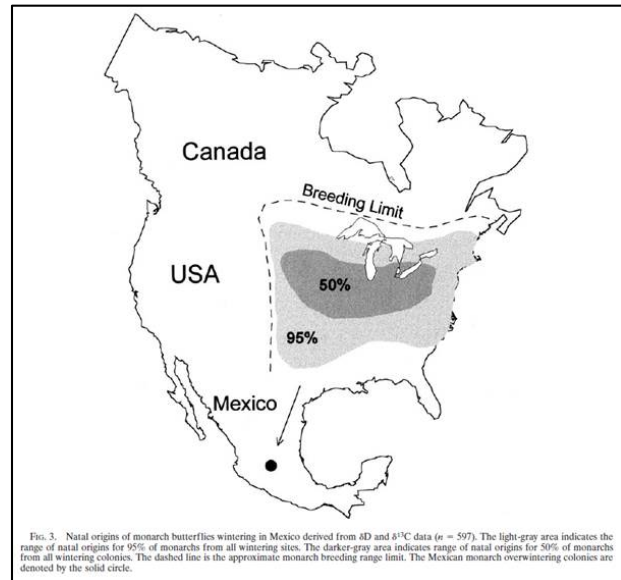 Canada
Breeding Limit
USA
50%
95%
Mexico
FIG. 3. Natal origins of monarch butterflies wintering in Mexico derived from δD and δ¹³C data (n = 597). The light-gray area indicates the
range of natal origins for 95% of monarchs from all wintering sites. The darker-gray area indicates range of natal origins for 50% of monarchs
from all wintering colonies. The dashed line is the approximate monarch breeding range limit. The Mexican monarch overwintering colonies are
denoted by the solid circle.